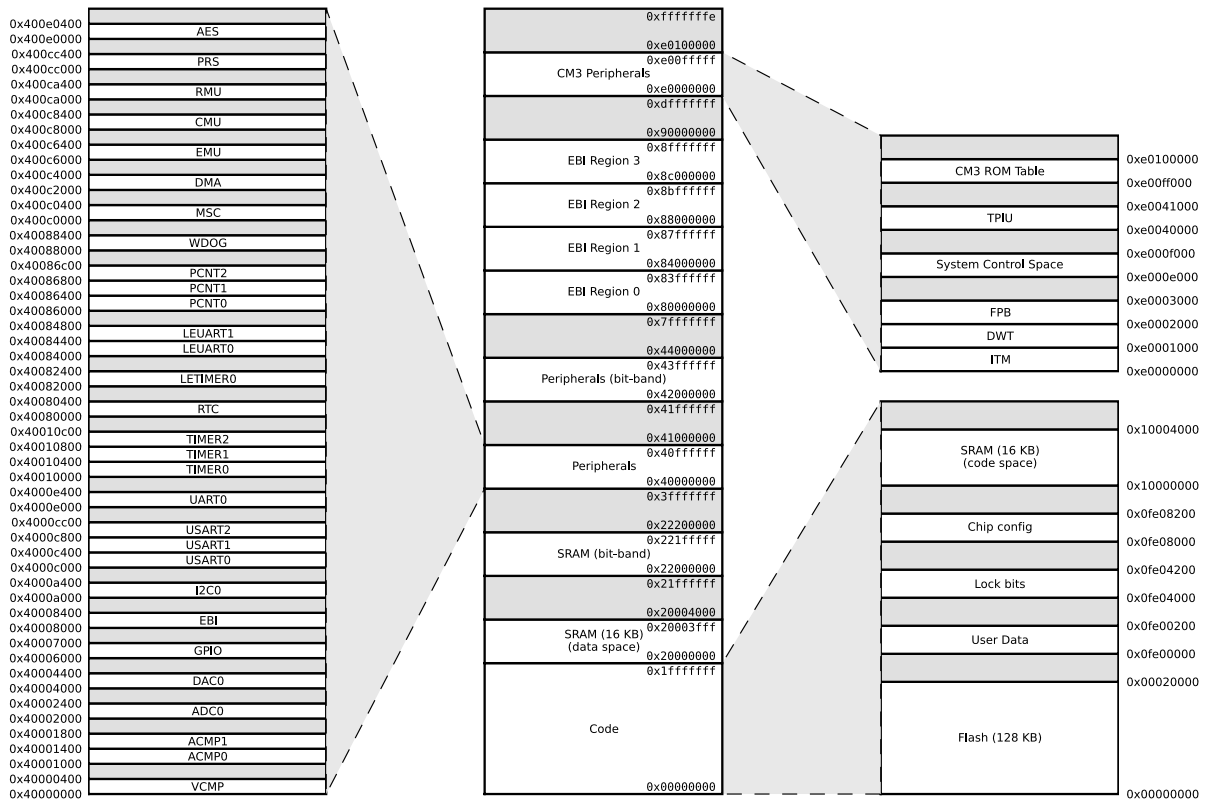 0x400e0400
AES
0x400e0000
0x400cc400
PRS
0x400cc000
0x400ca400
RMU
0x400ca000
0x400c8400
CMU
0x400c8000
0x400c6400
EMU
0x400c6000
0x400c4000
DMA
0x400c2000
0x400c0400
MSC
0x400c0000
0x40088400
WDOG
0x40088000
0x40086c00
PCNT2
0x40086800
PCNT1
0x40086400
PCNT0
0x40086000
0x40084800
LEUART1
0x40084400
LEUART0
0x40084000
0x40082400
LETIMER0
0x40082000
0x40080400
RTC
0x40080000
0x40010c00
TIMER2
0x40010800
TIMER1
0x40010400
TIMER0
0x40010000
0x4000e400
UART0
0x4000e000
0x4000cc00
USART2
0x4000c800
USART1
0x4000c400
USART0
0x4000c000
0x4000a400
I2C0
0x4000a000
0x40008400
EBI
0x40008000
0x40007000
GPIO
0x40006000
0x40004400
DAC0
0x40004000
0x40002400
ADC0
0x40002000
0x40001800
ACMP1
0x40001400
ACMP0
0x40001000
0x40000400
VCMP
0x40000000
0xfffffffe
0xe0100000
0xe00fffff
CM3 Peripherals
0xe0000000
0xdfffffff
0x90000000
0x8fffffff
EBI Region 3
0x8c000000
0x8bffffff
EBI Region 2
0x88000000
0x87ffffff
EBI Region 1
0x84000000
0x83ffffff
EBI Region 0
0x80000000
0x7fffffff
0x44000000
0x43ffffff
Peripherals (bit-band)
0x42000000
0x41ffffff
0x41000000
0x40ffffff
Peripherals
0x40000000
0x3fffffff
0x22200000
0x221fffff
SRAM (bit-band)
0x22000000
0x21ffffff
0x20004000
0x20003fff
SRAM (16 KB)
(data space)
0x20000000
0x1fffffff
Code
0x00000000
0xe0100000
CM3 ROM Table
0xe00ff000
0xe0041000
TPIU
0xe0040000
0xe000f000
System Control Space
0xe000e000
0xe0003000
FPB
0xe0002000
DWT
0xe0001000
ITM
0xe0000000
0x10004000
SRAM (16 KB)
(code space)
0x10000000
0x0fe08200
Chip config
0x0fe08000
0x0fe04200
Lock bits
0x0fe04000
0x0fe00200
User Data
0x0fe00000
0x00020000
Flash (128 KB)
0x00000000